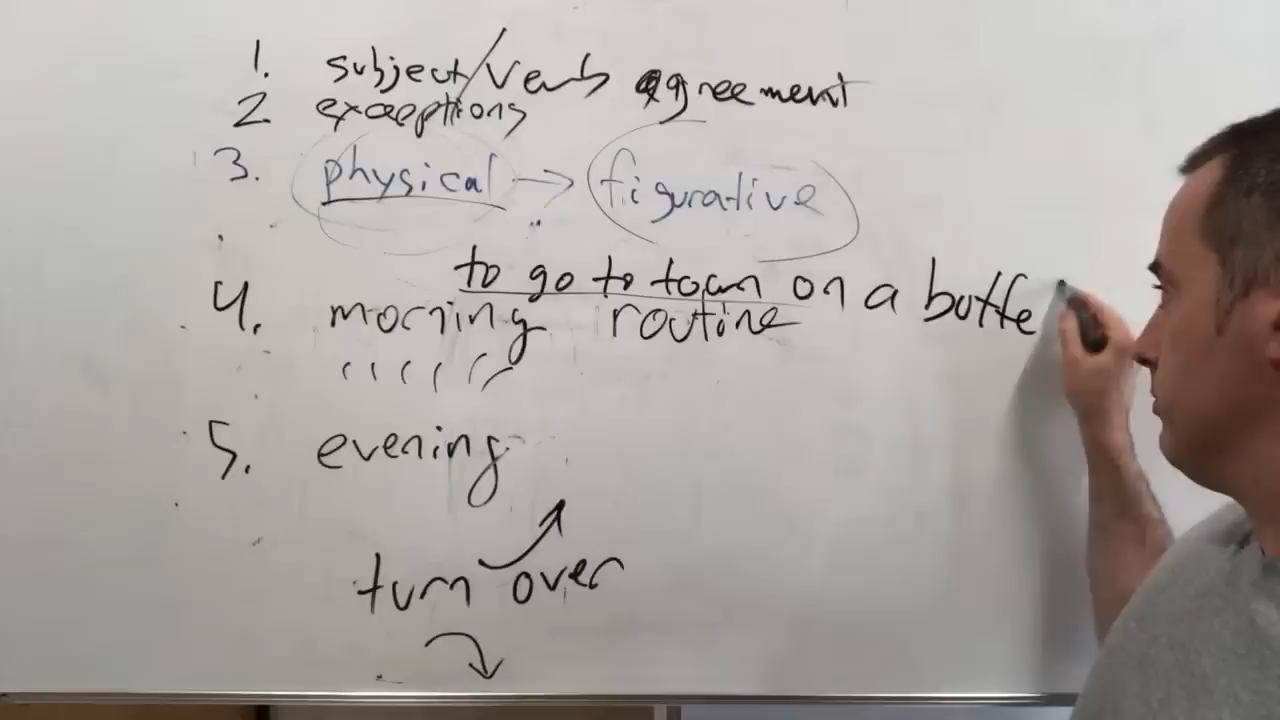 1. subject/verb agreement
2 exceptions
3. physical → figurative
to go to town on a buffe
4. morning routine
5. evening
turn over